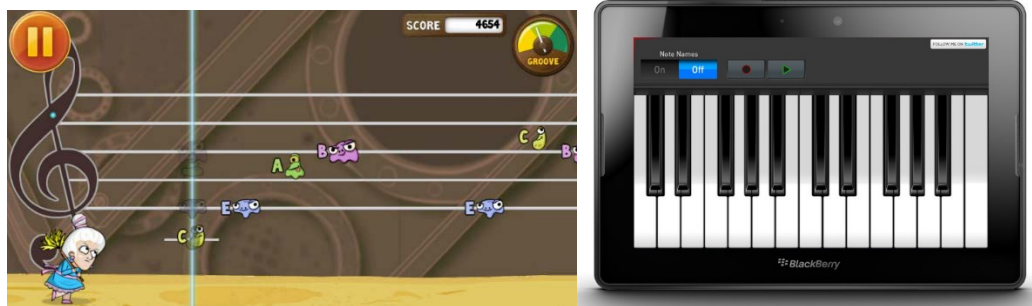 SCORE 4654
GROOVE
C
B
B
A
E
E
C
FOLLOW ME ON twitter
Note Names
On Off
BlackBerry